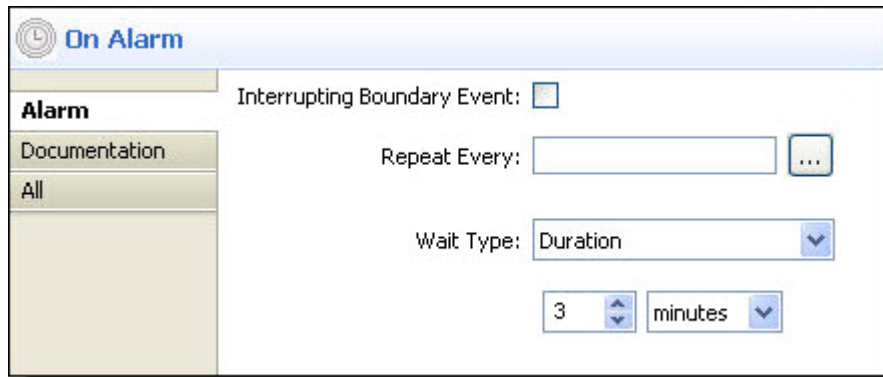 On Alarm
Alarm
Documentation
All
Interrupting Boundary Event:
Repeat Every:
...
Wait Type: Duration
3 minutes